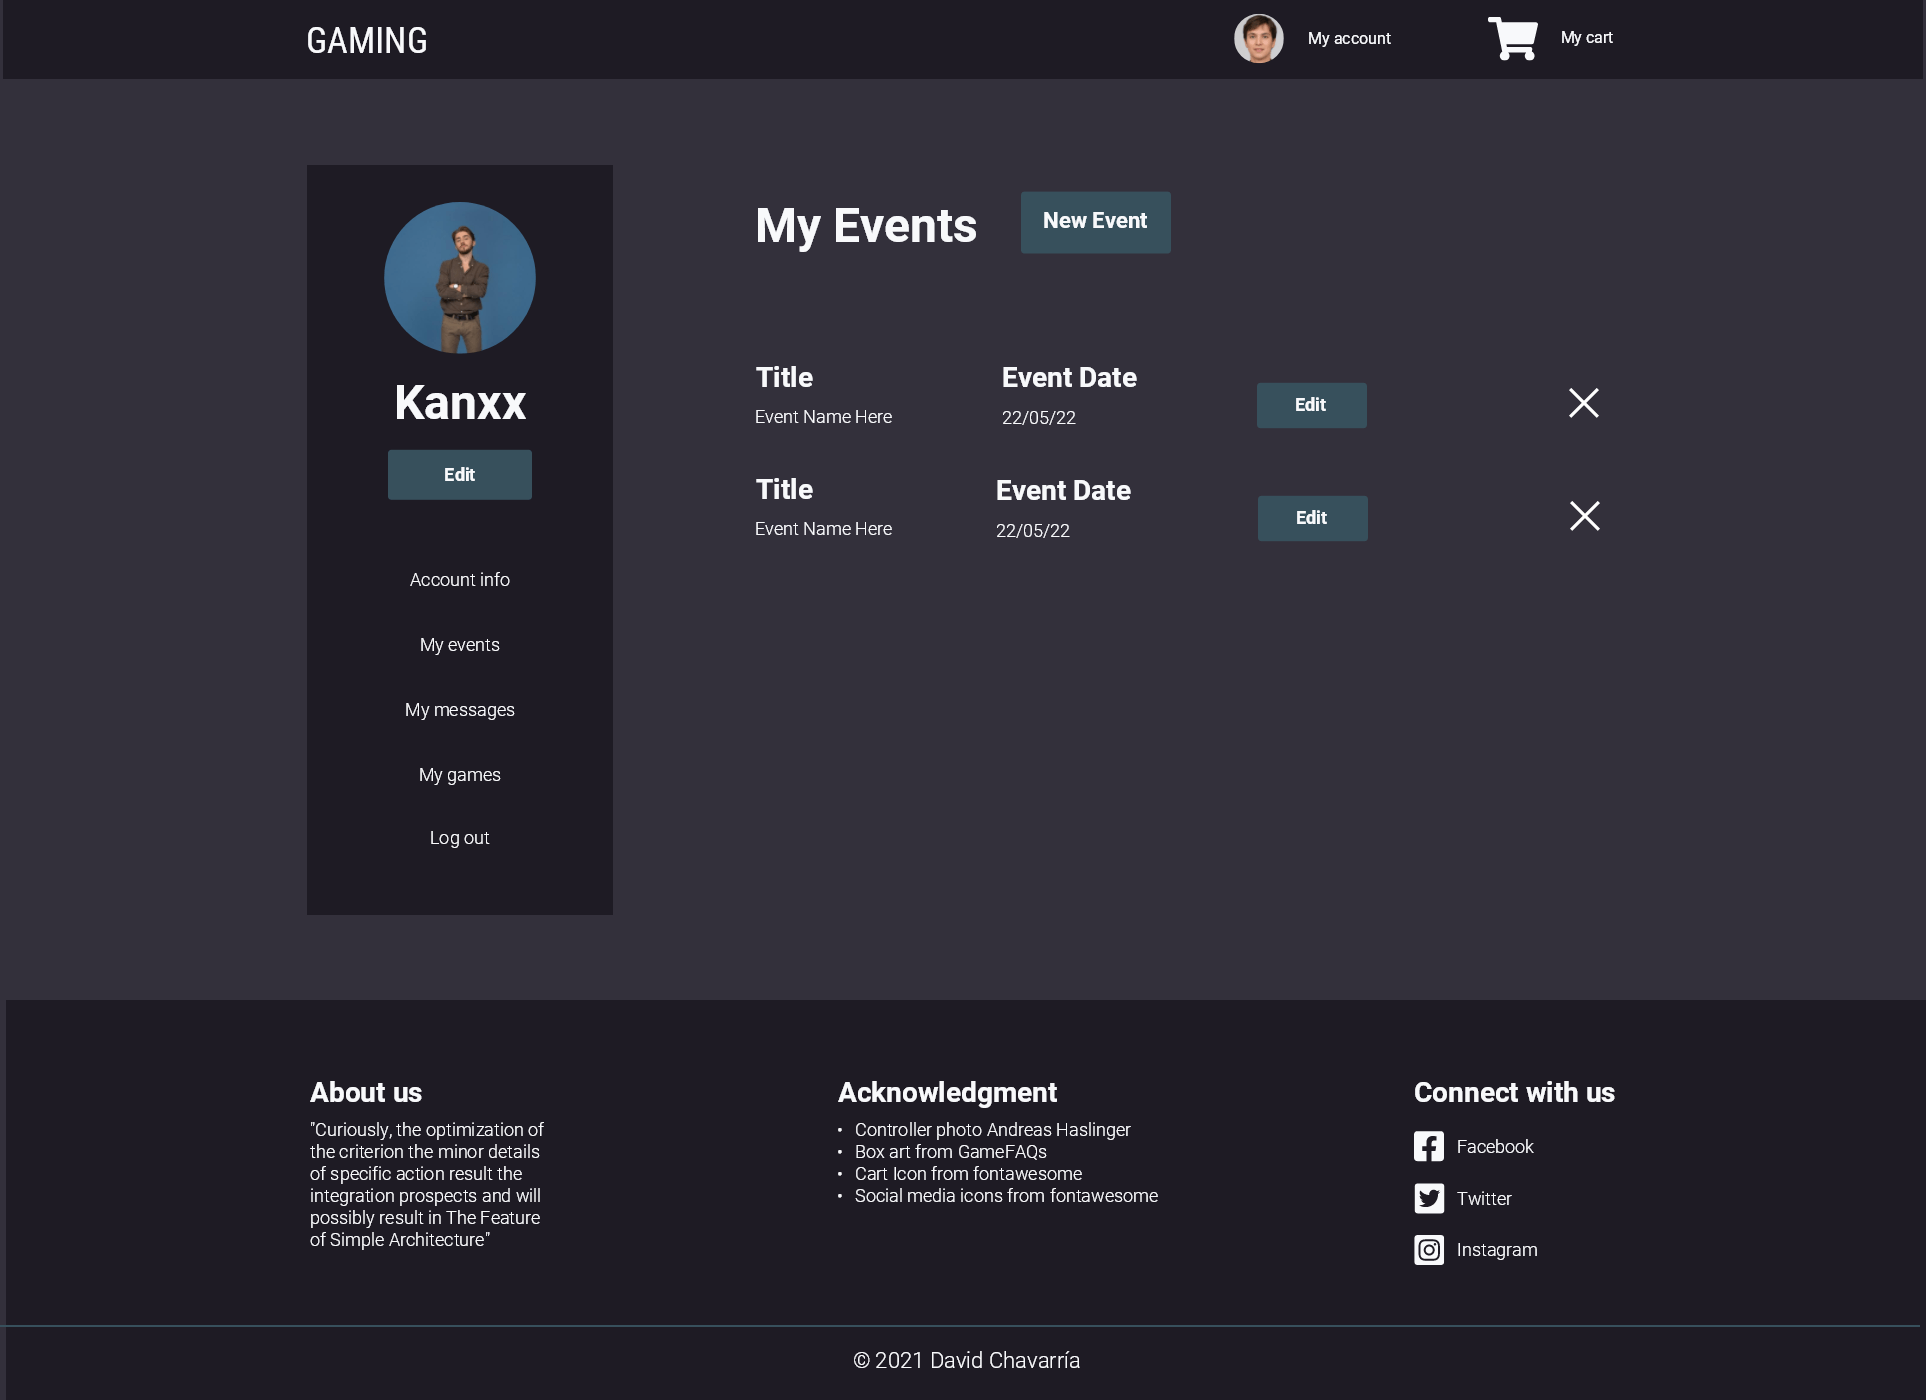 GAMING
My account
My cart
Kanxx
Edit
Account info
My events
My messages
My games
Log out
My Events
New Event
Title
Event Date
Edit
Event Name Here
22/05/22
Title
Event Date
Edit
Event Name Here
22/05/22
About us
"Curiously, the optimization of
the criterion the minor details
of specific action result the
integration prospects and will
possibly result in The Feature
of Simple Architecture"
Acknowledgment
• Controller photo Andreas Haslinger
• Box art from GameFAQs
• Cart Icon from fontawesome
• Social media icons from fontawesome
Connect with us
Facebook
Twitter
Instagram
© 2021 David Chavarría